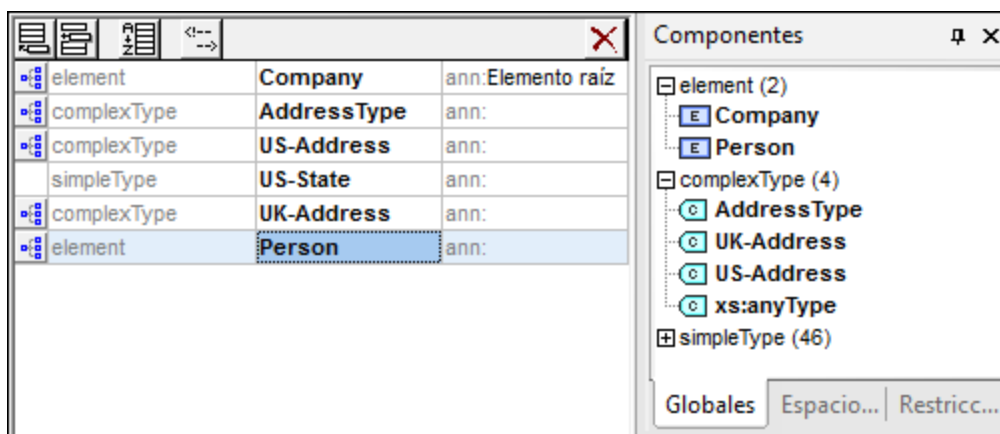 Componentes
element Company ann:Elemento raíz
complexType AddressType ann:
complexType US-Address ann:
simpleType US-State ann:
complexType UK-Address ann:
element Person ann:
element (2)
E Company
E Person
complexType (4)
C AddressType
C UK-Address
C US-Address
C xs:anyType
simpleType (46)
Globales Espacio... Restricc...